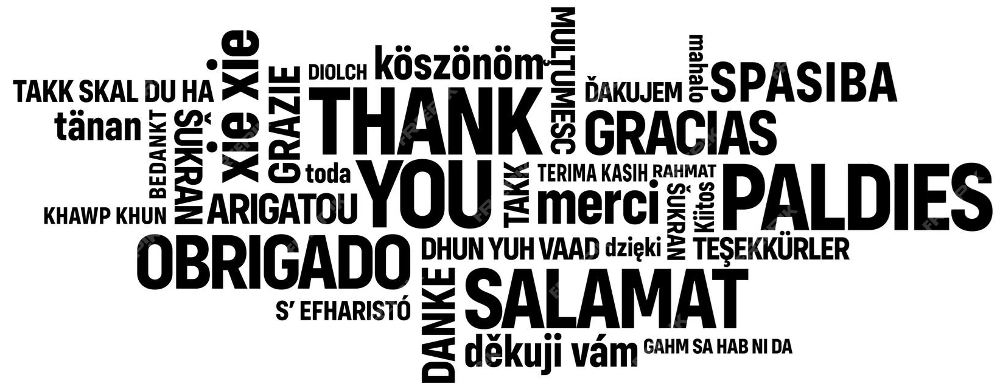 MULŢUMESC
xie xie
mahalo
köszönöm
SPASIBA
DIOLCH
GRAZIE
TAKK SKAL DU HA
ĎAKUJEM
THANK
tänan
BEDANKT
ŠUKRAN
GRACIAS
toda
YOU
TAKK
TERIMA KASIH
RAHMAT
PALDIES
merci
ŠUKRAN
Kiitos
KHAWP KHUN
ARIGATOU
OBRIGADO
DHUN YUH VAAD
dzięki
TEŞEKKÜRLER
DANKE
SALAMAT
S' EFHARISTÓ
děkuji vám
GAHM SA HAB NI DA